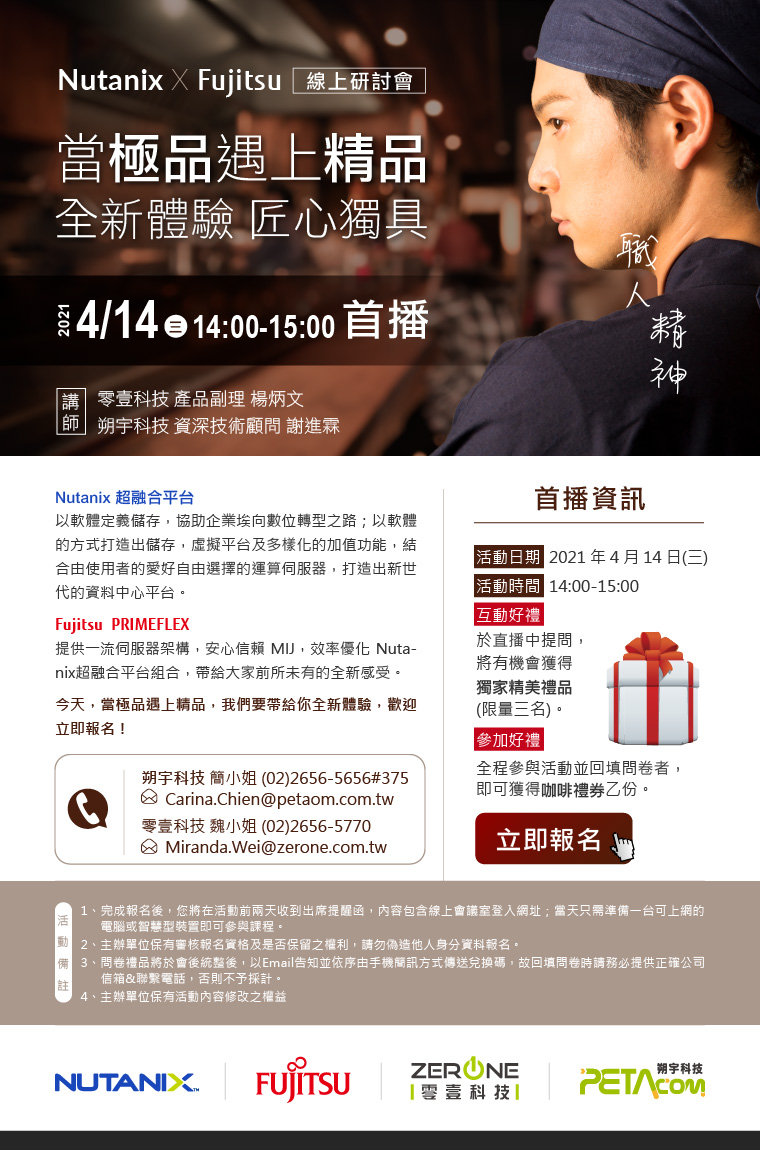 Nutanix X Fujitsu 線上研討會
當極品遇上精品
全新體驗 匠心獨具
2021 4/14 三 14:00-15:00 首播
職人精神
講師
零壹科技 產品副理 楊炳文
朔宇科技 資深技術顧問 謝進霖
Nutanix 超融合平台
以軟體定義儲存，協助企業埃向數位轉型之路；以軟體
的方式打造出儲存，虛擬平台及多樣化的加值功能，結
合由使用者的愛好自由選擇的運算伺服器，打造出新世
代的資料中心平台。
Fujitsu PRIMEFLEX
提供一流伺服器架構，安心信賴 MIJ，效率優化 Nuta-
nix超融合平台組合，帶給大家前所未有的全新感受。
今天，當極品遇上精品，我們要帶給你全新體驗，歡迎
立即報名！
朔宇科技 簡小姐 (02)2656-5656#375
Carina.Chien@petaom.com.tw
零壹科技 魏小姐 (02)2656-5770
Miranda.Wei@zerone.com.tw
首播資訊
活動日期 2021 年 4 月 14 日(三)
活動時間 14:00-15:00
互動好禮
於直播中提問，
將有機會獲得
獨家精美禮品
(限量三名)。
參加好禮
全程參與活動並回填問卷者，
即可獲得咖啡禮券乙份。
立即報名
活動備註
1、完成報名後，您將在活動前兩天收到出席提醒函，內容包含線上會議室登入網址；當天只需準備一台可上網的
電腦或智慧型裝置即可參與課程。
2、主辦單位保有審核報名資格及是否保留之權利，請勿偽造他人身分資料報名。
3、問卷禮品將於會後統整後，以Email告知並依序由手機簡訊方式傳送兌換碼，故回填問卷時請務必提供正確公司
信箱&聯繫電話，否則不予採計。
4、主辦單位保有活動內容修改之權益
NUTANIX™
FUJITSU
ZERONE
零壹科技
朔宇科技
PETAcom